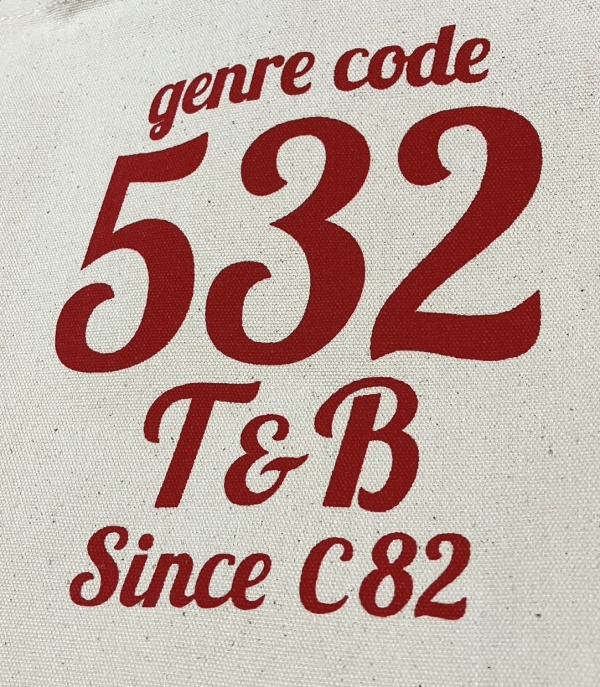 genre code
532
T&B
Since C82